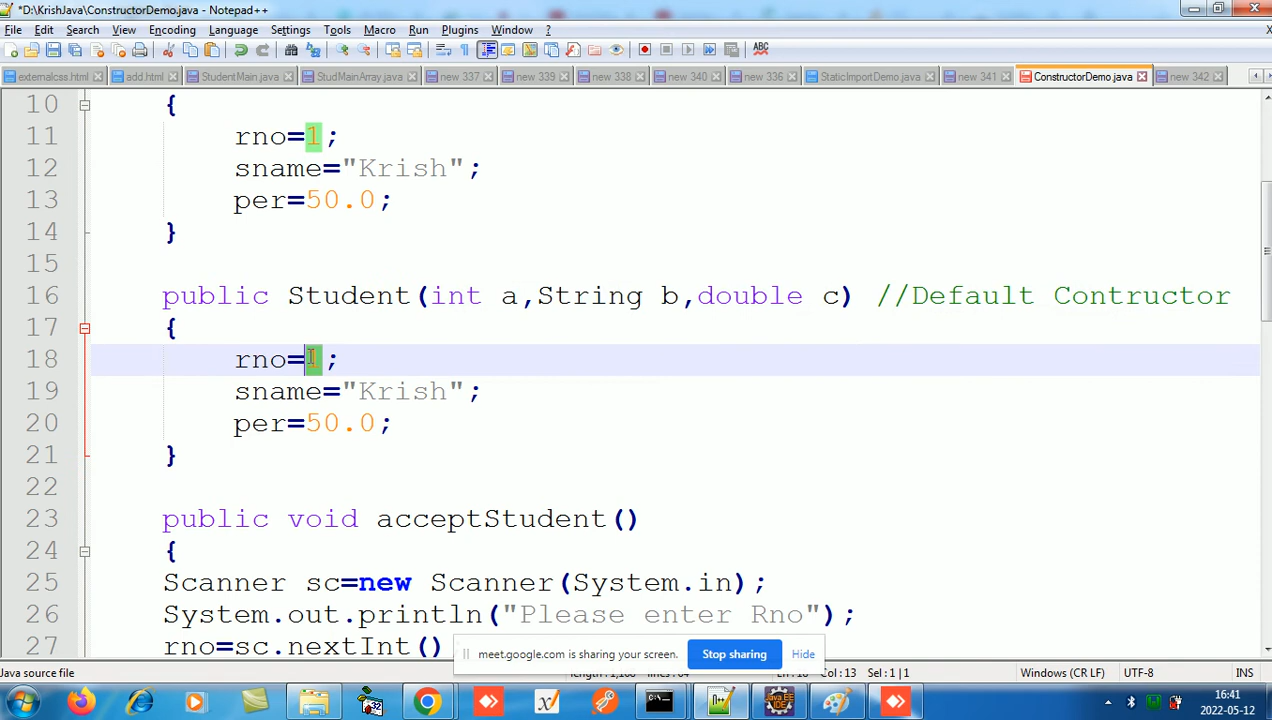 *D:\KrishJava\ConstructorDemo.java - Notepad++
File Edit Search View Encoding Language Settings Tools Macro Run Plugins Window ?
externalcss.html add.html StudentMain.java StudMainArray.java new 337 new 339 new 338 new 340 new 336 StaticImportDemo.java new 341 ConstructorDemo.java new 342
10 {
11 rno=1;
12 sname="Krish";
13 per=50.0;
14 }
15
16 public Student(int a,String b,double c) //Default Contructor
17 {
18 rno=1;
19 sname="Krish";
20 per=50.0;
21 }
22
23 public void acceptStudent()
24 {
25 Scanner sc=new Scanner(System.in);
26 System.out.println("Please enter Rno");
27 rno=sc.nextInt()
meet.google.com is sharing your screen. Stop sharing Hide
Java source file Col:13 Sel:1|1 Windows (CR LF) UTF-8 INS
16:41
2022-05-12